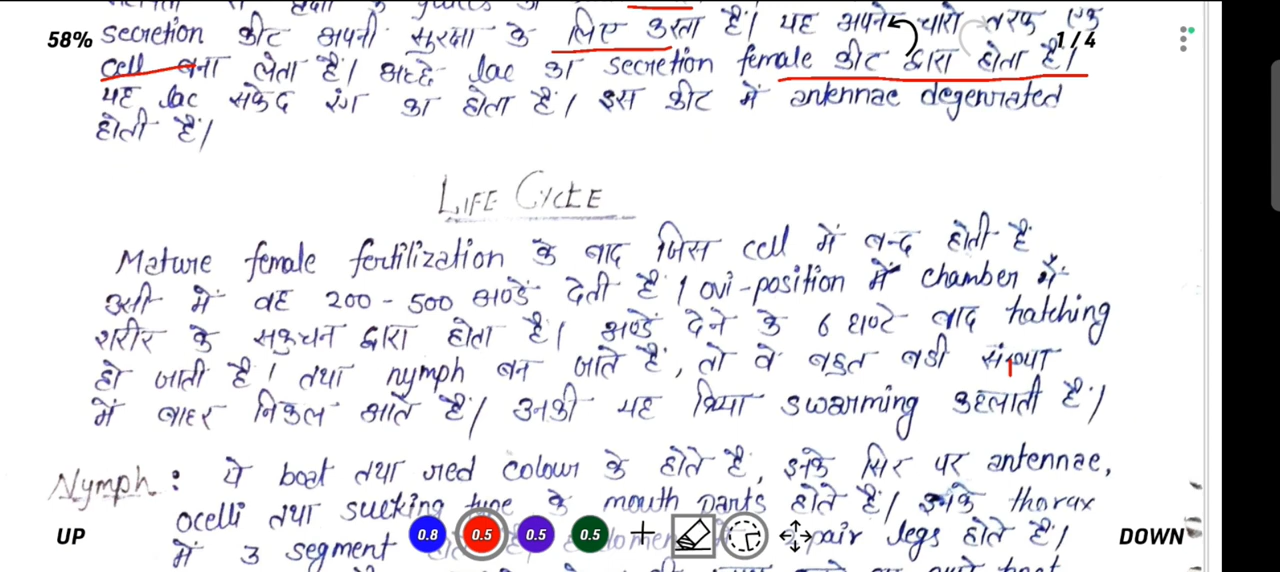 secretion कीट अपनी सुरक्षा के लिए करता है। यह अपने चारो तरफ एक
58%
1/4
cell बना लेता है। अच्छे lac का secretion female कीट द्वारा होता है।
यह lac सफेद रंग का होता है। इस कीट में antennae degenrated
होती हैं।
LIFE CYCLE
Mature female fertilization के बाद जिस cell में बन्द होती है
उसी में वह 200-500 अण्डें देती है। ovi-position में chamber में
शरीर के सकुचन द्वारा होता है। अण्डें देने के 6 घण्टे बाद hatching
हो जाती है। तथा nymph बन जाते है, तो वे बहुत बडी संख्या
में बाहर निकल आते है। उनकी यह क्रिया swarming कहलाती है।
Nymph: ये boat तथा red colour के होते है, इनके सिर पर antennae,
ocelli तथा sucking type के mouth parts होते हैं। इनके thorax
में 3 segment pair legs होते हैं।
UP
0.8 0.5 0.5 0.5
DOWN